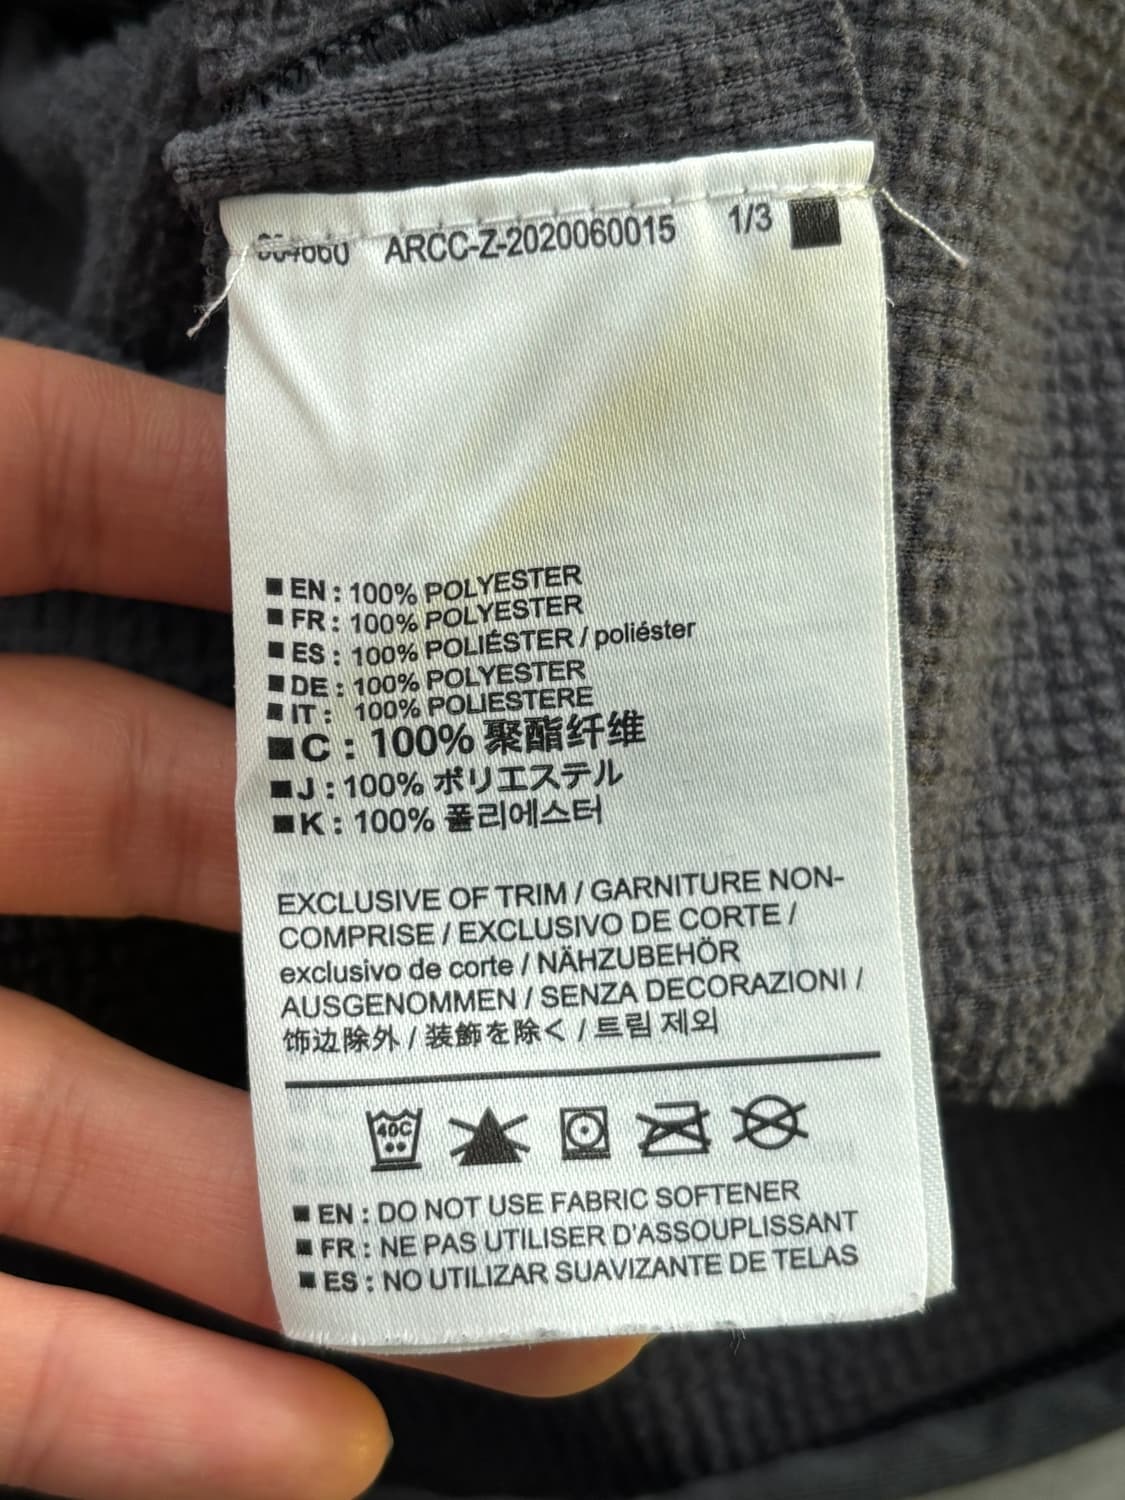 ARCC-Z-2020060015 1/3
EN : 100% POLYESTER
FR : 100% POLYESTER
ES : 100% POLIÉSTER / poliéster
DE : 100% POLYESTER
IT : 100% POLIESTERE
C : 100% 聚酯纤维
J : 100% ポリエステル
K : 100% 폴리에스터
EXCLUSIVE OF TRIM / GARNITURE NON-
COMPRISE / EXCLUSIVO DE CORTE /
exclusivo de corte / NÄHZUBEHÖR
AUSGENOMMEN / SENZA DECORAZIONI /
饰边除外 / 装飾を除く / 트림 제외
40C
EN : DO NOT USE FABRIC SOFTENER
FR : NE PAS UTILISER D'ASSOUPLISSANT
ES : NO UTILIZAR SUAVIZANTE DE TELAS